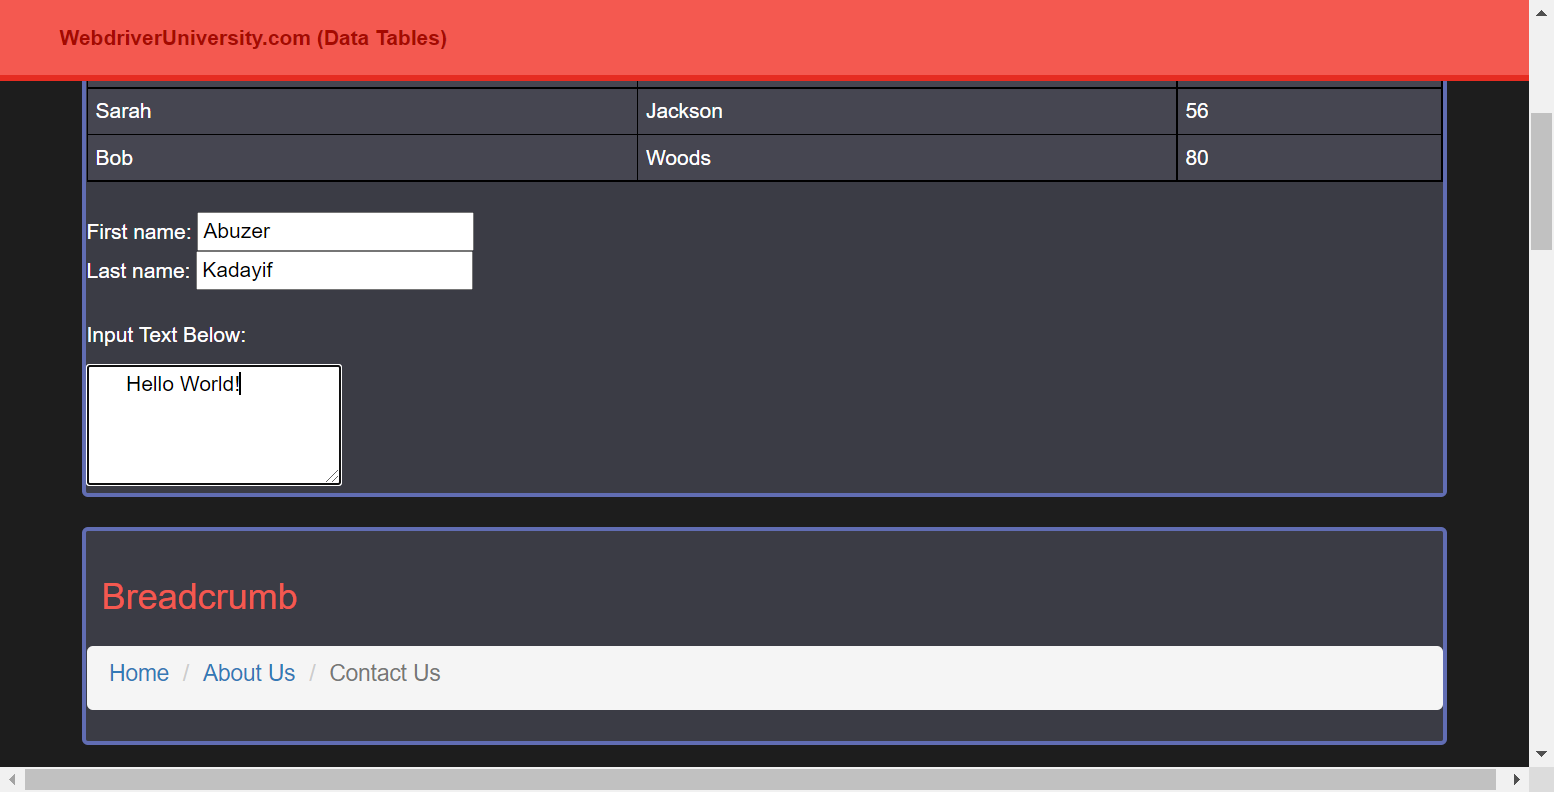 WebdriverUniversity.com (Data Tables)
Sarah Jackson 56
Bob Woods 80
First name: Abuzer
Last name: Kadayif
Input Text Below:
Hello World!
Breadcrumb
Home / About Us / Contact Us